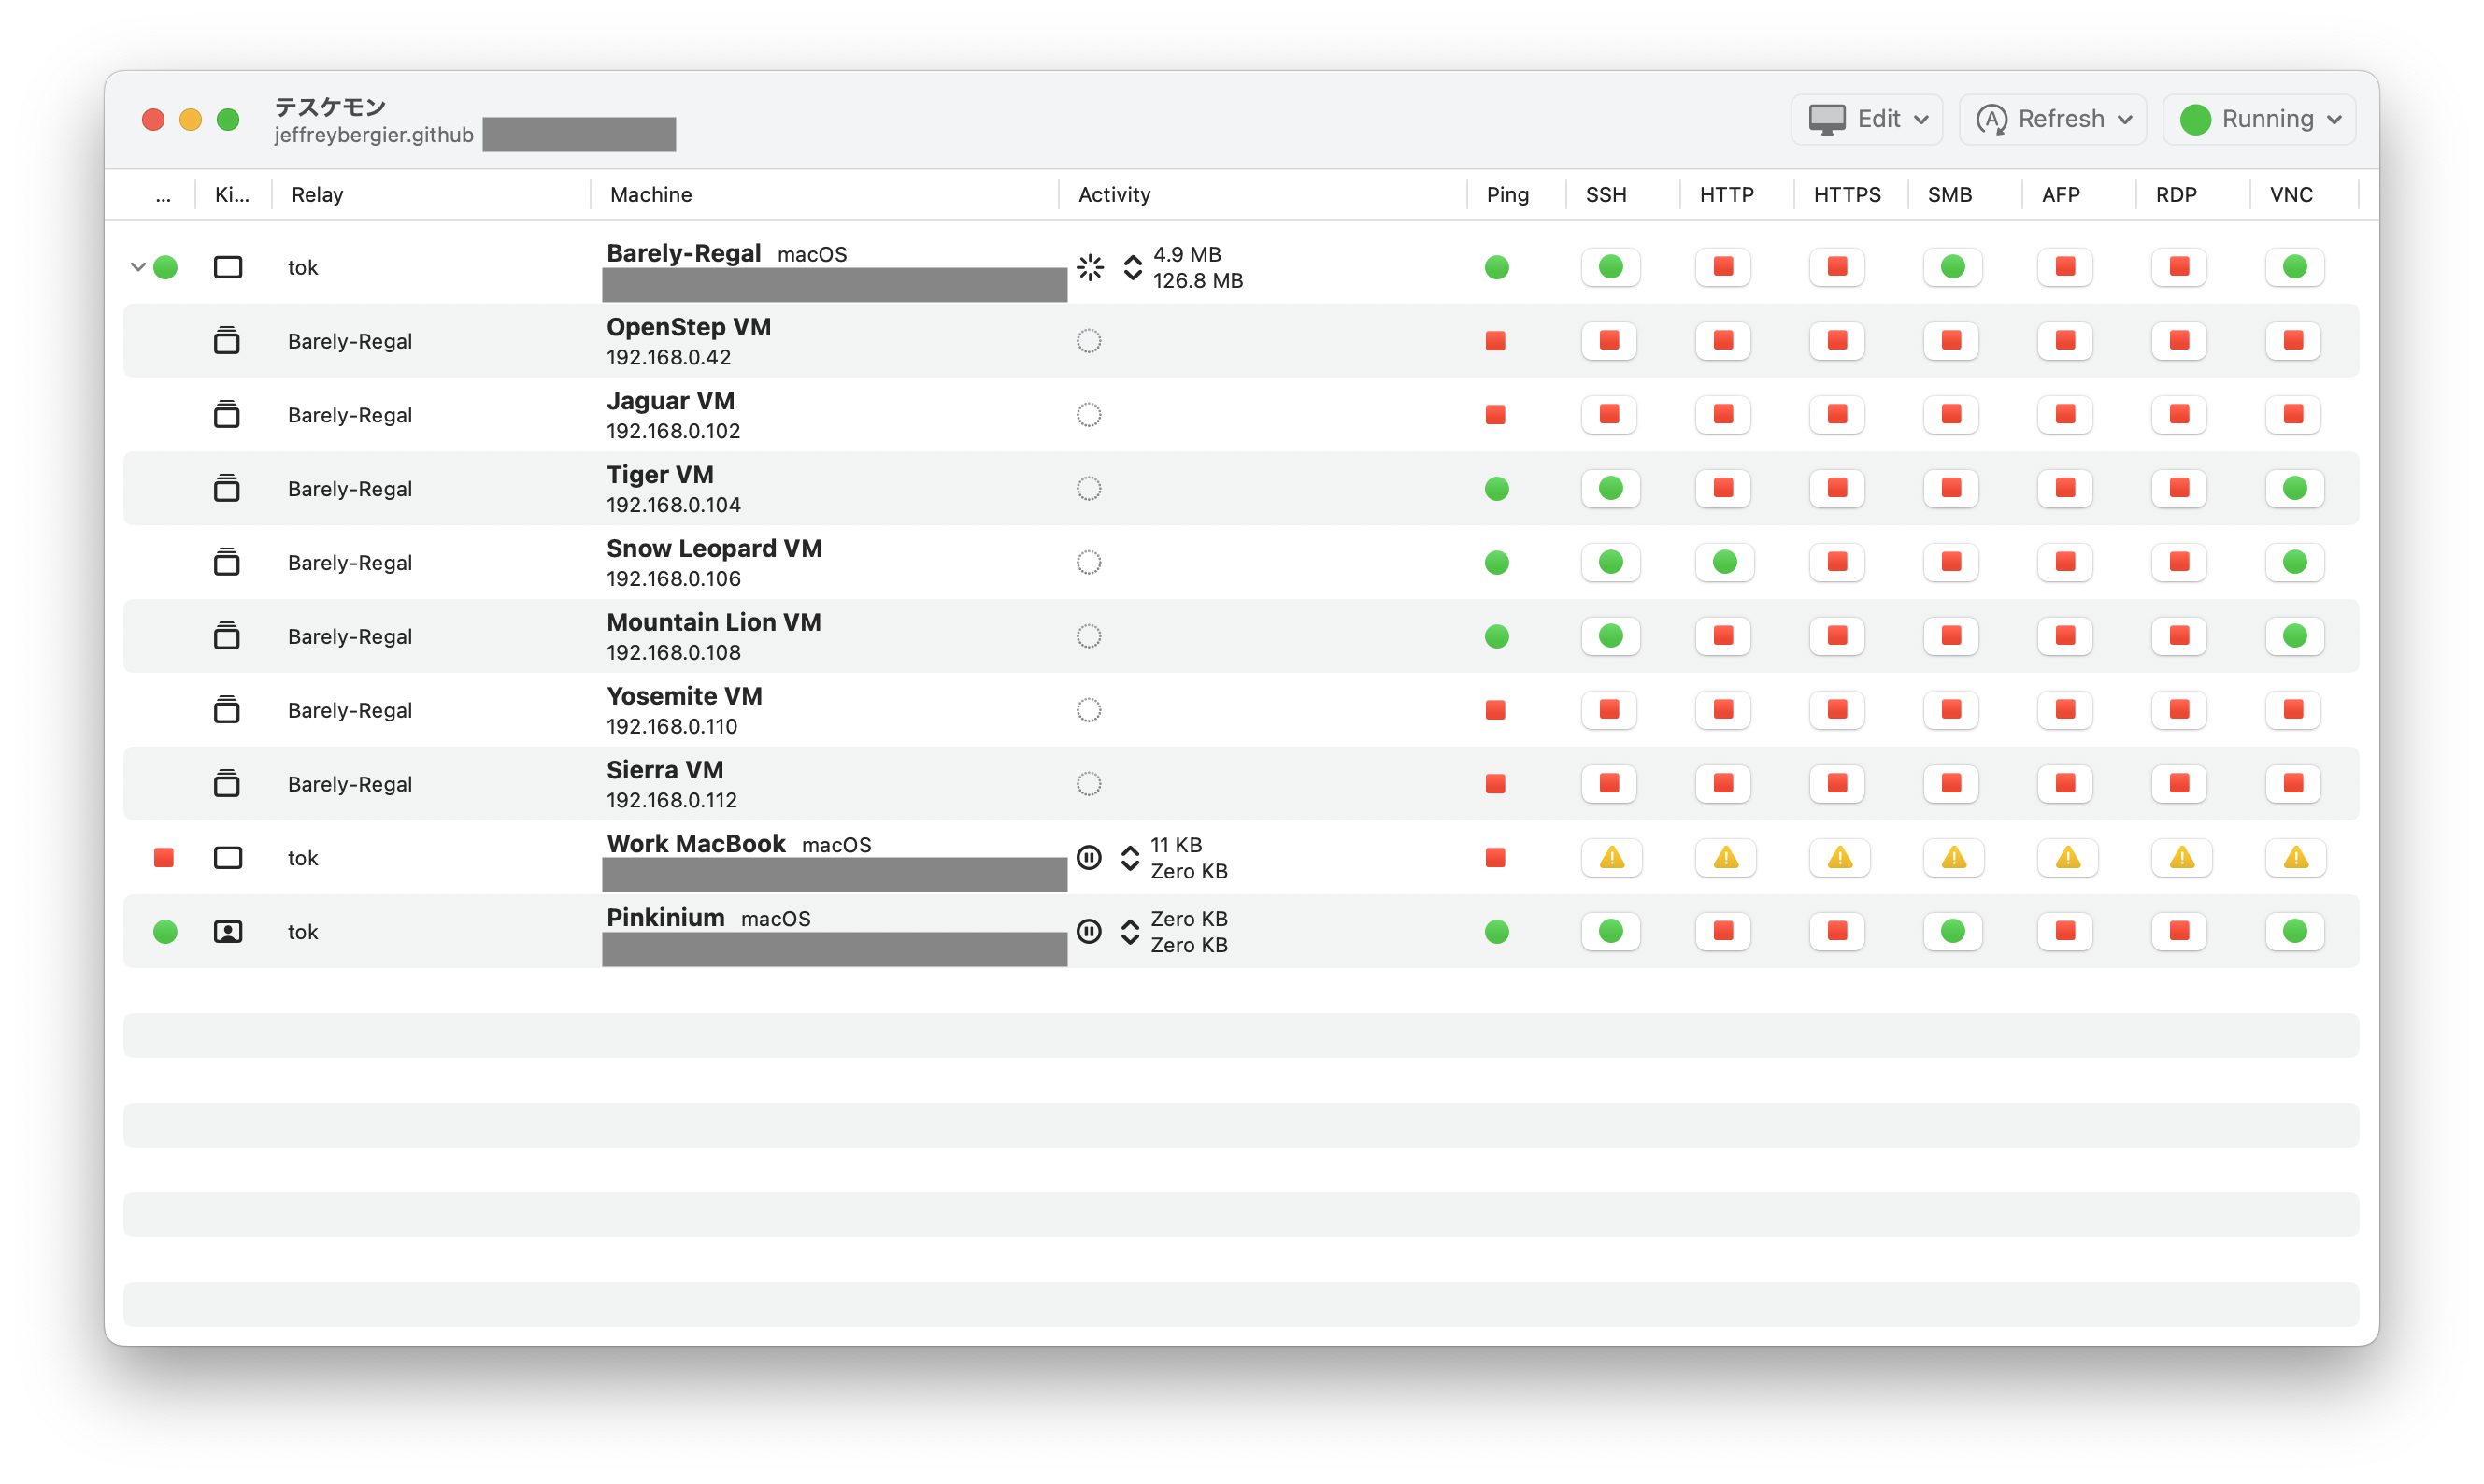 テスケモン
jeffreybergier.github
Edit
Refresh
Running
... Ki... Relay Machine Activity Ping SSH HTTP HTTPS SMB AFP RDP VNC
tok
Barely-Regal macOS
4.9 MB
126.8 MB
Barely-Regal
OpenStep VM
192.168.0.42
Barely-Regal
Jaguar VM
192.168.0.102
Barely-Regal
Tiger VM
192.168.0.104
Barely-Regal
Snow Leopard VM
192.168.0.106
Barely-Regal
Mountain Lion VM
192.168.0.108
Barely-Regal
Yosemite VM
192.168.0.110
Barely-Regal
Sierra VM
192.168.0.112
tok
Work MacBook macOS
11 KB
Zero KB
tok
Pinkinium macOS
Zero KB
Zero KB